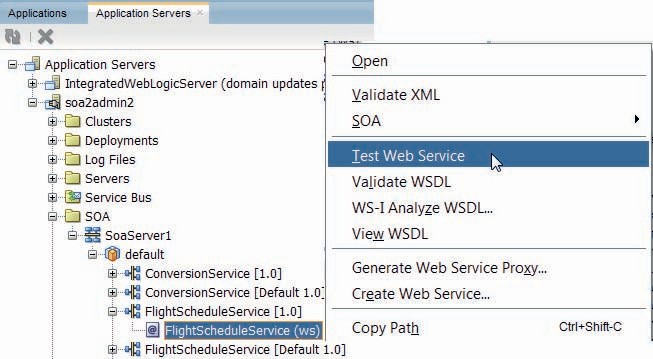 Applications
Application Servers
Application Servers
IntegratedWebLogicServer (domain updates p
soa2admin2
Clusters
Deployments
Log Files
Servers
Service Bus
SOA
SoaServer1
default
ConversionService [1.0]
ConversionService [Default 1.0]
FlightScheduleService [1.0]
FlightScheduleService (ws)
FlightScheduleService [Default 1.0]
Open
Validate XML
SOA
Test Web Service
Validate WSDL
WS-I Analyze WSDL...
View WSDL
Generate Web Service Proxy...
Create Web Service...
Copy Path Ctrl+Shift-C